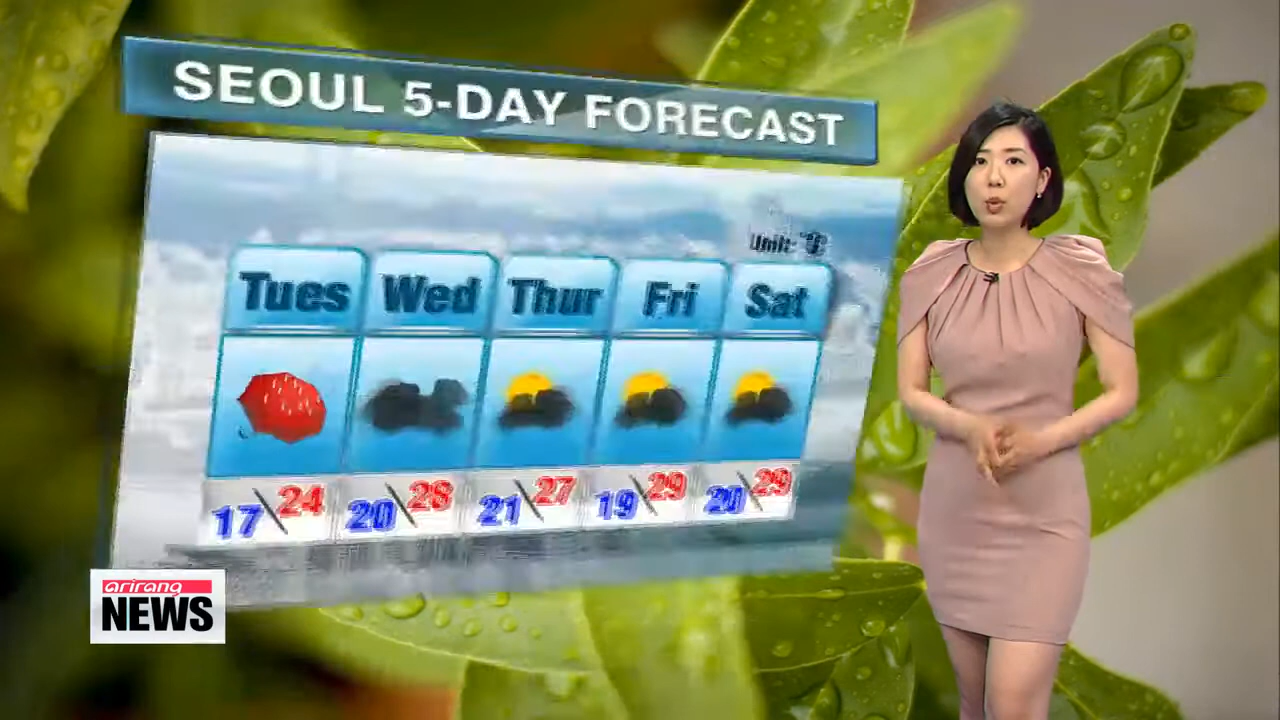 SEOUL 5-DAY FORECAST
Unit: °C
Tues Wed Thur Fri Sat
17\24 20\28 21\27 19\29 20\29
arirang
NEWS